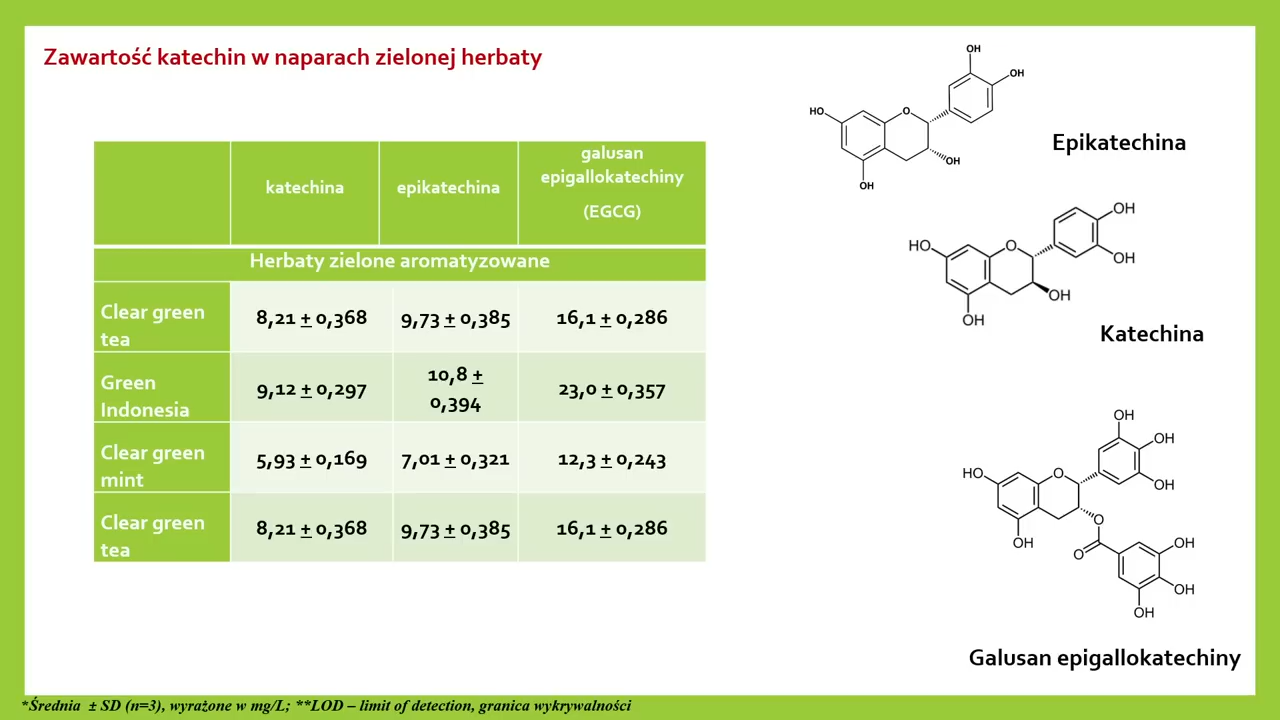 Zawartość katechin w naparach zielonej herbaty
katechina
epikatechina
galusan
epigallokatechiny
(EGCG)
Herbaty zielone aromatyzowane
Clear green
tea
8,21 ± 0,368
9,73 ± 0,385
16,1 ± 0,286
Green
Indonesia
9,12 ± 0,297
10,8 ±
0,394
23,0 ± 0,357
Clear green
mint
5,93 ± 0,169
7,01 ± 0,321
12,3 ± 0,243
Clear green
tea
8,21 ± 0,368
9,73 ± 0,385
16,1 ± 0,286
OH
OH
HO
O
OH
OH
Epikatechina
OH
HO
O
OH
OH
OH
Katechina
OH
OH
HO
O
OH
O
OH
O
OH
OH
OH
Galusan epigallokatechiny
*Średnia ± SD (n=3), wyrażone w mg/L; **LOD – limit of detection, granica wykrywalności